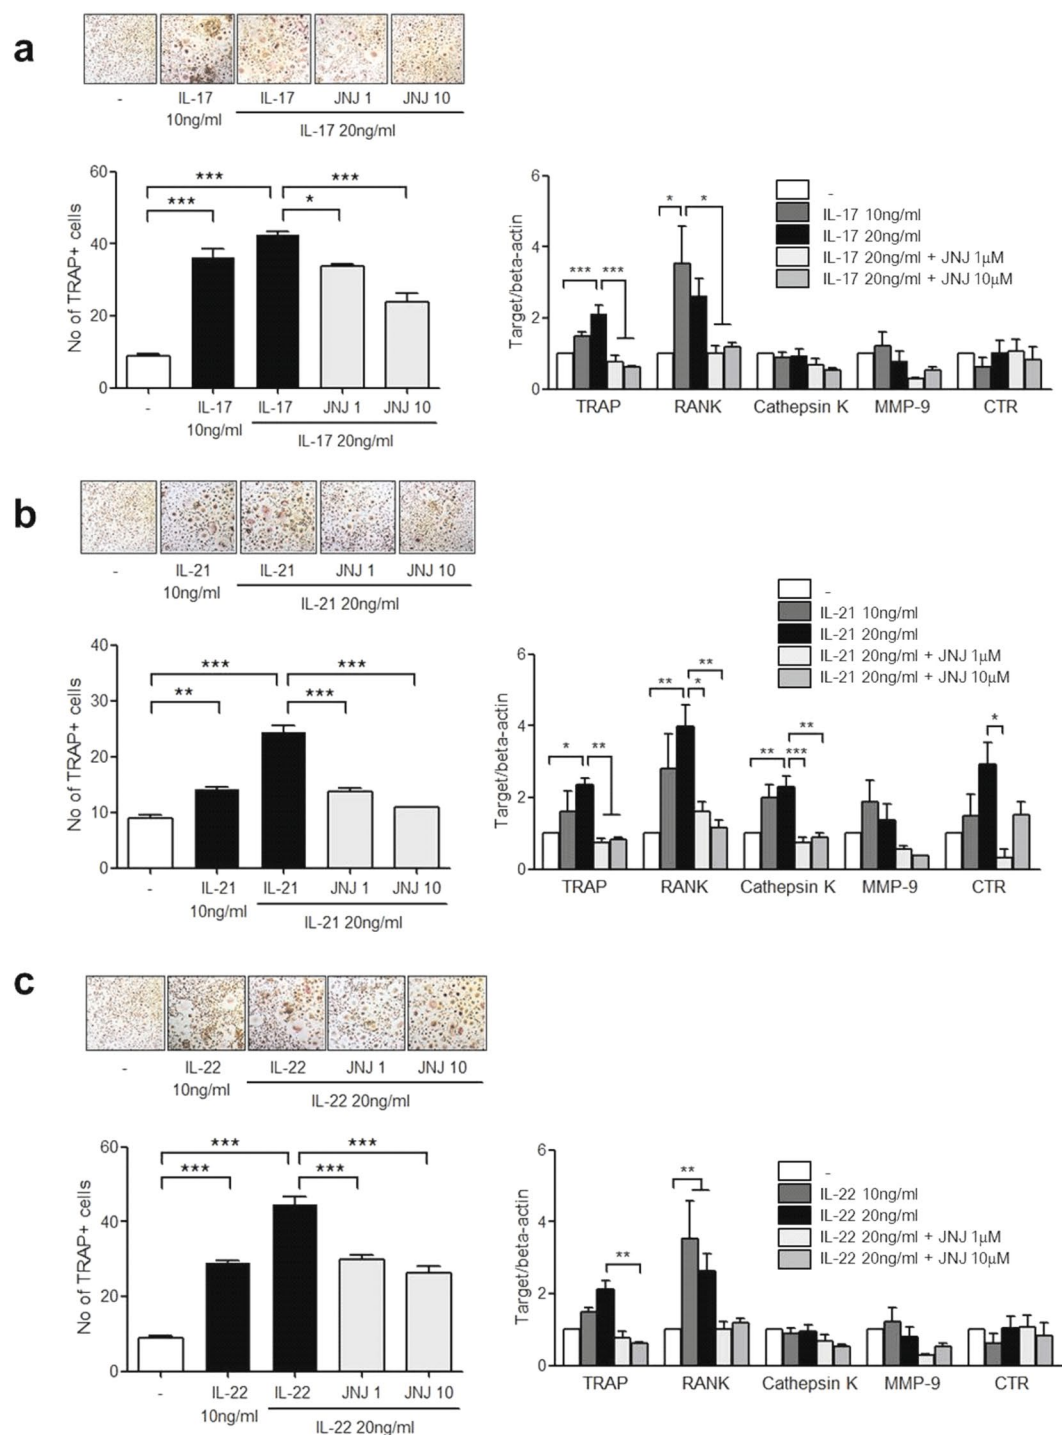 a
- IL-17 IL-17 JNJ 1 JNJ 10
10ng/ml
IL-17 20ng/ml
*** *** *** *
No of TRAP+ cells
60
40
20
0
- IL-17 IL-17 JNJ 1 JNJ 10
10ng/ml
IL-17 20ng/ml
-
IL-17 10ng/ml
IL-17 20ng/ml
IL-17 20ng/ml + JNJ 1μM
IL-17 20ng/ml + JNJ 10μM
* *
*** ***
Target/beta-actin
6
4
2
0
TRAP RANK Cathepsin K MMP-9 CTR
b
- IL-21 IL-21 JNJ 1 JNJ 10
10ng/ml
IL-21 20ng/ml
*** ***
** ***
No of TRAP+ cells
40
30
20
10
0
- IL-21 IL-21 JNJ 1 JNJ 10
10ng/ml
IL-21 20ng/ml
-
IL-21 10ng/ml
IL-21 20ng/ml
IL-21 20ng/ml + JNJ 1μM
IL-21 20ng/ml + JNJ 10μM
**
** *
** *
* ** ** ***
Target/beta-actin
6
4
2
0
TRAP RANK Cathepsin K MMP-9 CTR
c
- IL-22 IL-22 JNJ 1 JNJ 10
10ng/ml
IL-22 20ng/ml
*** ***
*** ***
No of TRAP+ cells
60
40
20
0
- IL-22 IL-22 JNJ 1 JNJ 10
10ng/ml
IL-22 20ng/ml
-
IL-22 10ng/ml
IL-22 20ng/ml
IL-22 20ng/ml + JNJ 1μM
IL-22 20ng/ml + JNJ 10μM
**
**
Target/beta-actin
6
4
2
0
TRAP RANK Cathepsin K MMP-9 CTR